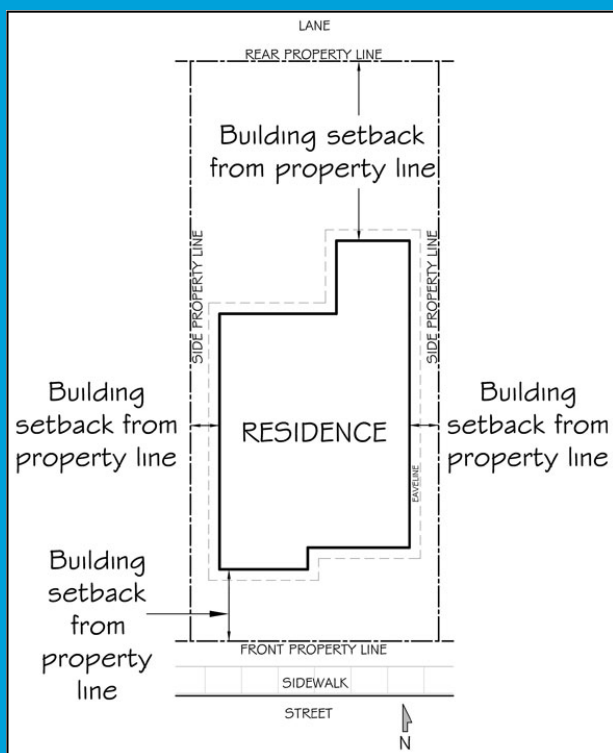 LANE
REAR PROPERTY LINE
Building setback
from property line
SIDE PROPERTY LINE
SIDE PROPERTY LINE
Building
setback from
property line
RESIDENCE
Building
setback from
property line
EAVELINE
Building
setback
from
property
line
FRONT PROPERTY LINE
SIDEWALK
STREET
N